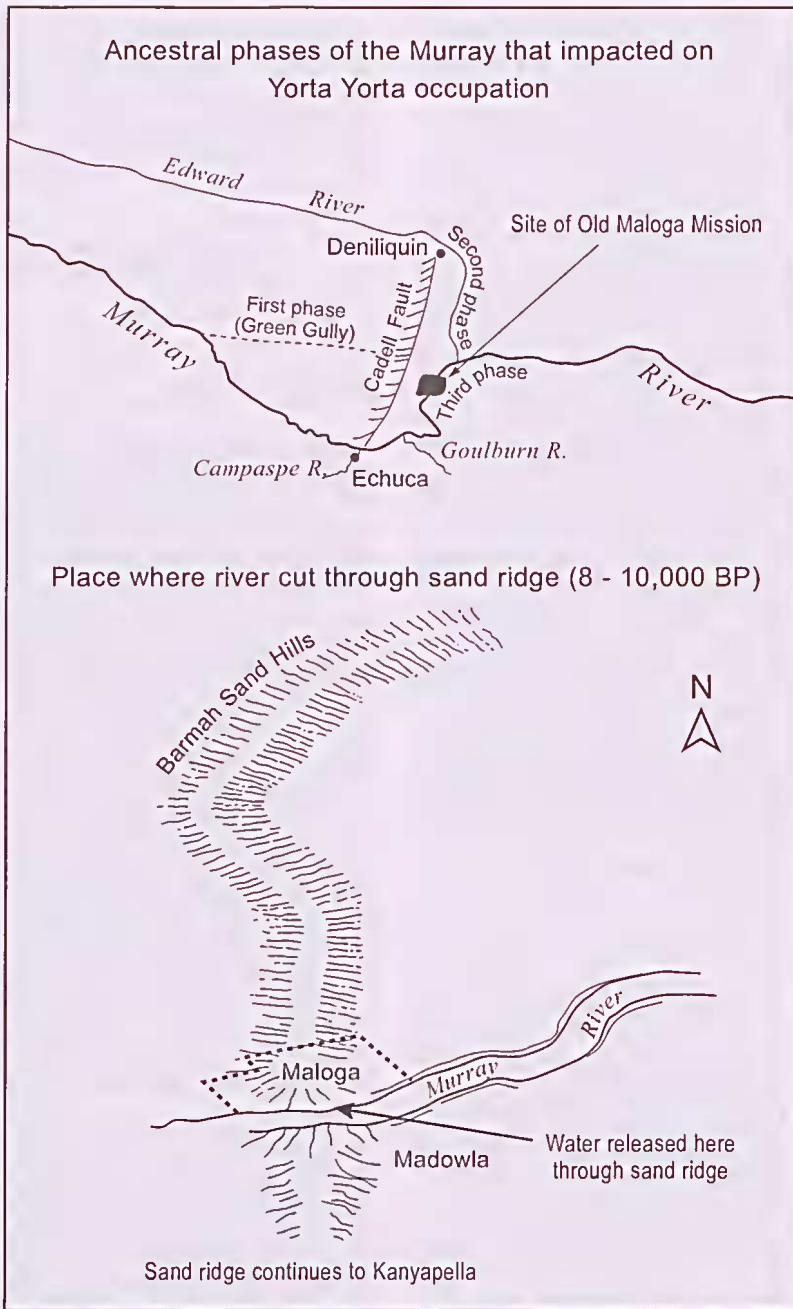 Ancestral phases of the Murray that impacted on
Yorta Yorta occupation
Edward River
Deniliquin
Second phase
Site of Old Maloga Mission
First phase
(Green Gully)
Cadell Fault
Murray River
Third phase
Campaspe R.
Goulburn R.
Echuca
Place where river cut through sand ridge (8 - 10,000 BP)
Barmah Sand Hills
N
Maloga
Murray River
Madowla
Water released here
through sand ridge
Sand ridge continues to Kanyapella